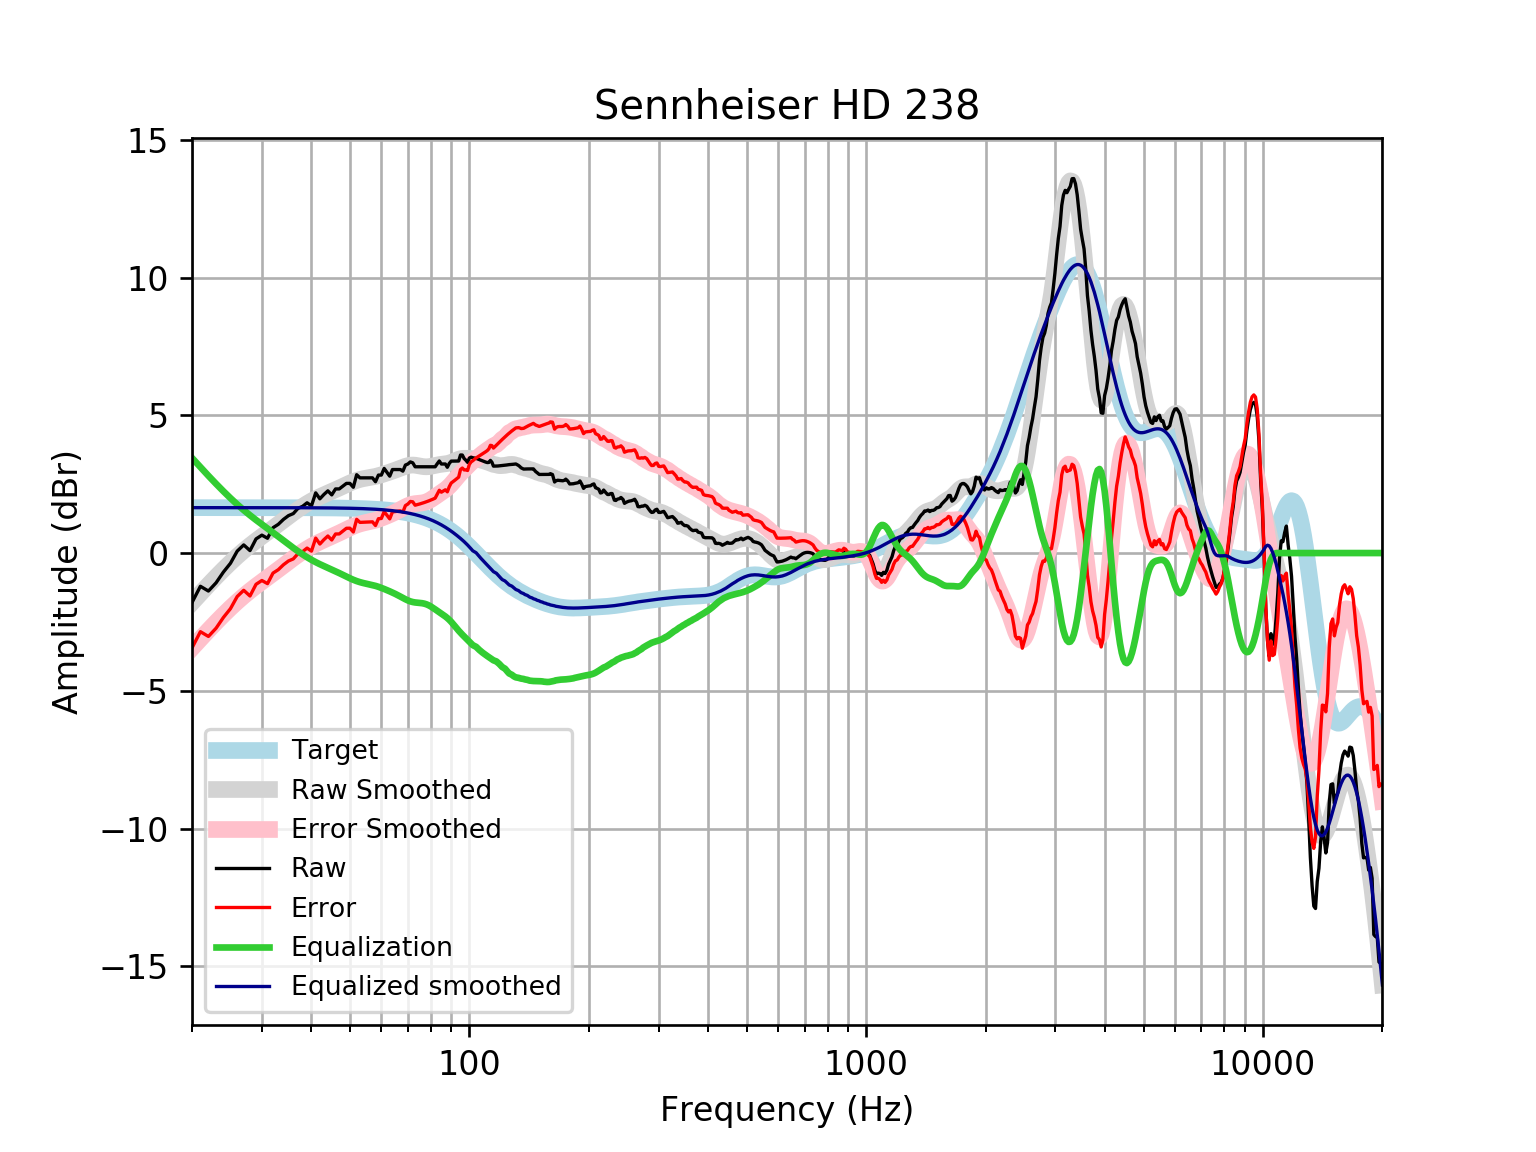 Sennheiser HD 238
15
10
5
0
−5
−10
−15
Amplitude (dBr)
Target
Raw Smoothed
Error Smoothed
Raw
Error
Equalization
Equalized smoothed
100
1000
10000
Frequency (Hz)